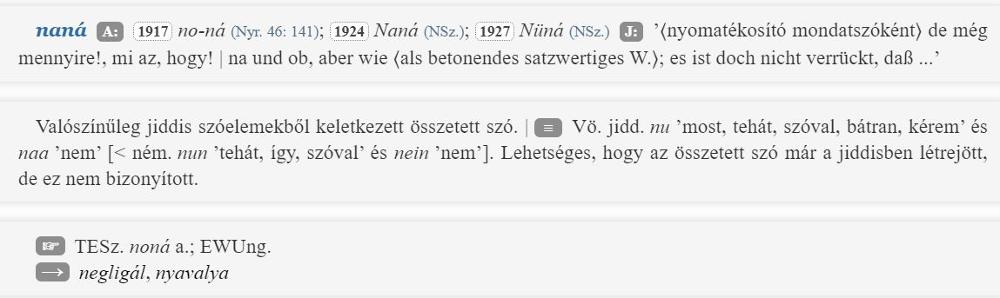 naná A: 1917 no-ná (Nyr. 46: 141); 1924 Naná (NSz.); 1927 Nüná (NSz.) J: ’⟨nyomatékosító mondatszóként⟩ de még
mennyire!, mi az, hogy! | na und ob, aber wie ⟨als betonendes satzwertiges W.⟩; es ist doch nicht verrückt, daß ...’
Valószínűleg jiddis szóelemekből keletkezett összetett szó. | ≡ Vö. jidd. nu ’most, tehát, szóval, bátran, kérem’ és
naa ’nem’ [< ném. nun ’tehát, így, szóval’ és nein ’nem’]. Lehetséges, hogy az összetett szó már a jiddisben létrejött,
de ez nem bizonyított.
☞ TESz. noná a.; EWUng.
→ negligál, nyavalya